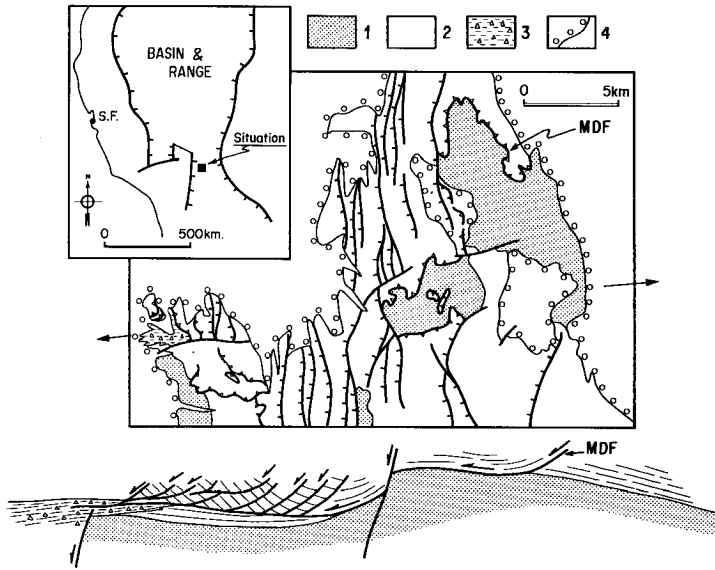 BASIN &
RANGE
S.F.
Situation
N
0 500km.
1
2
3
4
0 5km
MDF
MDF